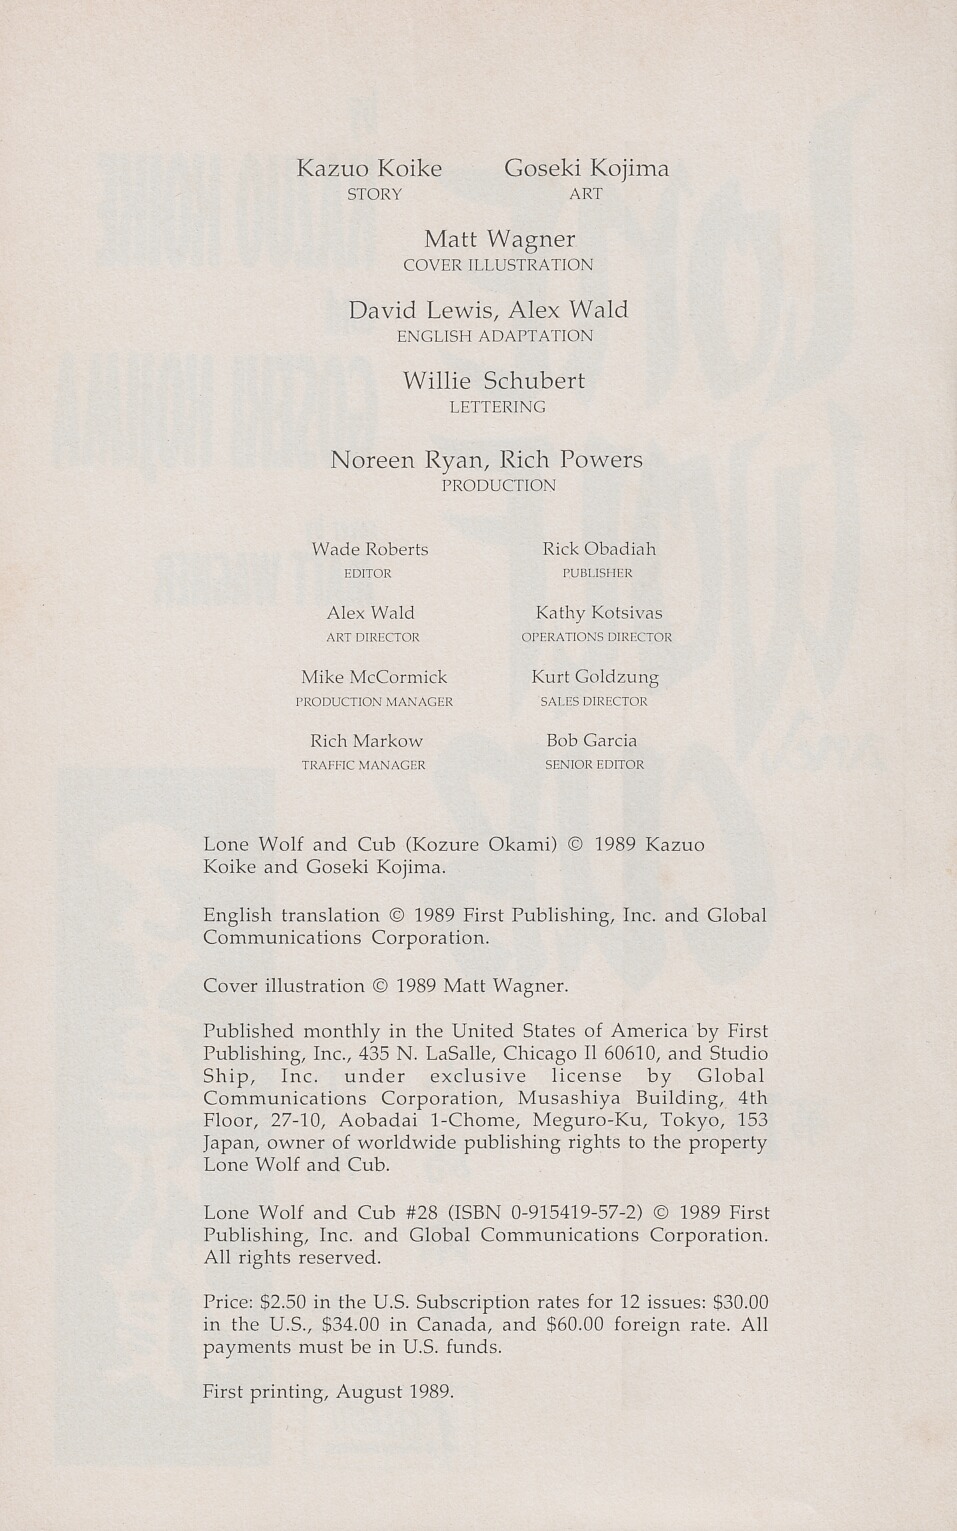 Kazuo Koike Goseki Kojima
STORY ART
Matt Wagner
COVER ILLUSTRATION
David Lewis, Alex Wald
ENGLISH ADAPTATION
Willie Schubert
LETTERING
Noreen Ryan, Rich Powers
PRODUCTION
Wade Roberts Rick Obadiah
EDITOR PUBLISHER
Alex Wald Kathy Kotsivas
ART DIRECTOR OPERATIONS DIRECTOR
Mike McCormick Kurt Goldzung
PRODUCTION MANAGER SALES DIRECTOR
Rich Markow Bob Garcia
TRAFFIC MANAGER SENIOR EDITOR
Lone Wolf and Cub (Kozure Okami) © 1989 Kazuo
Koike and Goseki Kojima.
English translation © 1989 First Publishing, Inc. and Global
Communications Corporation.
Cover illustration © 1989 Matt Wagner.
Published monthly in the United States of America by First
Publishing, Inc., 435 N. LaSalle, Chicago Il 60610, and Studio
Ship, Inc. under exclusive license by Global
Communications Corporation, Musashiya Building, 4th
Floor, 27-10, Aobadai 1-Chome, Meguro-Ku, Tokyo, 153
Japan, owner of worldwide publishing rights to the property
Lone Wolf and Cub.
Lone Wolf and Cub #28 (ISBN 0-915419-57-2) © 1989 First
Publishing, Inc. and Global Communications Corporation.
All rights reserved.
Price: $2.50 in the U.S. Subscription rates for 12 issues: $30.00
in the U.S., $34.00 in Canada, and $60.00 foreign rate. All
payments must be in U.S. funds.
First printing, August 1989.